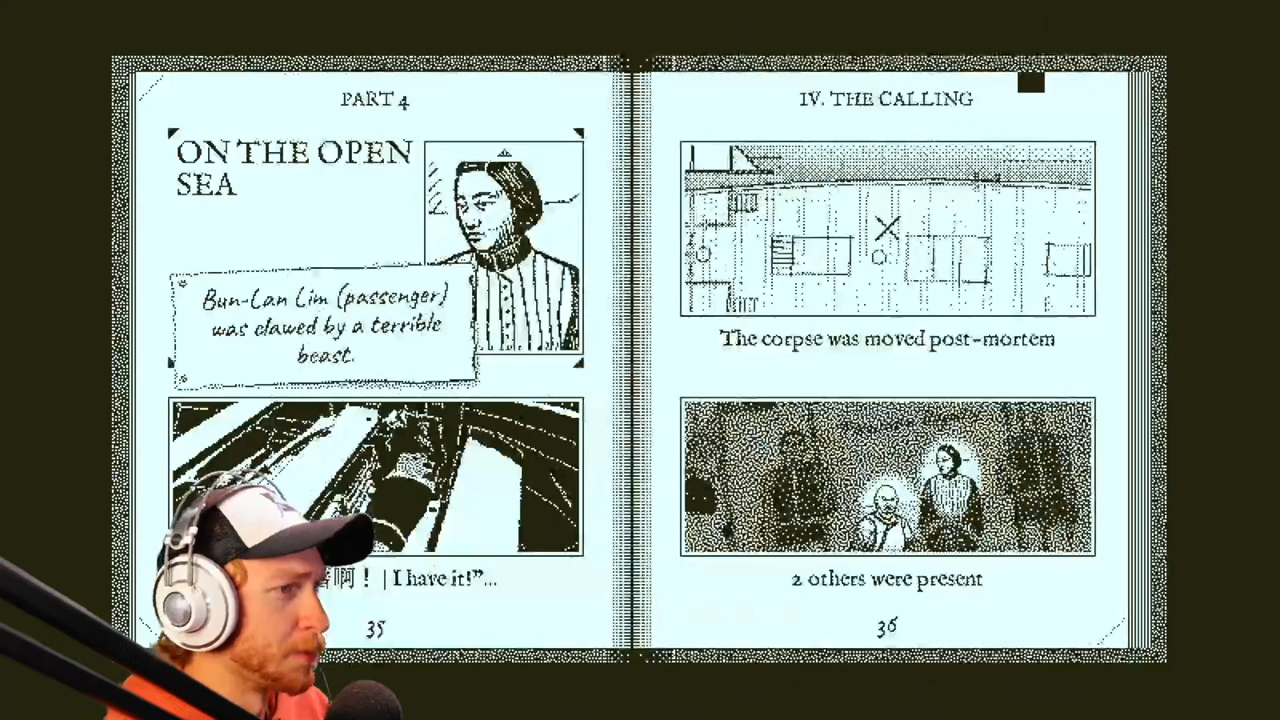 PART 4
ON THE OPEN
SEA
Bun-Lan Lim (passenger)
was clawed by a terrible
beast.
啊！ | I have it!”...
35
IV. THE CALLING
The corpse was moved post-mortem
2 others were present
36